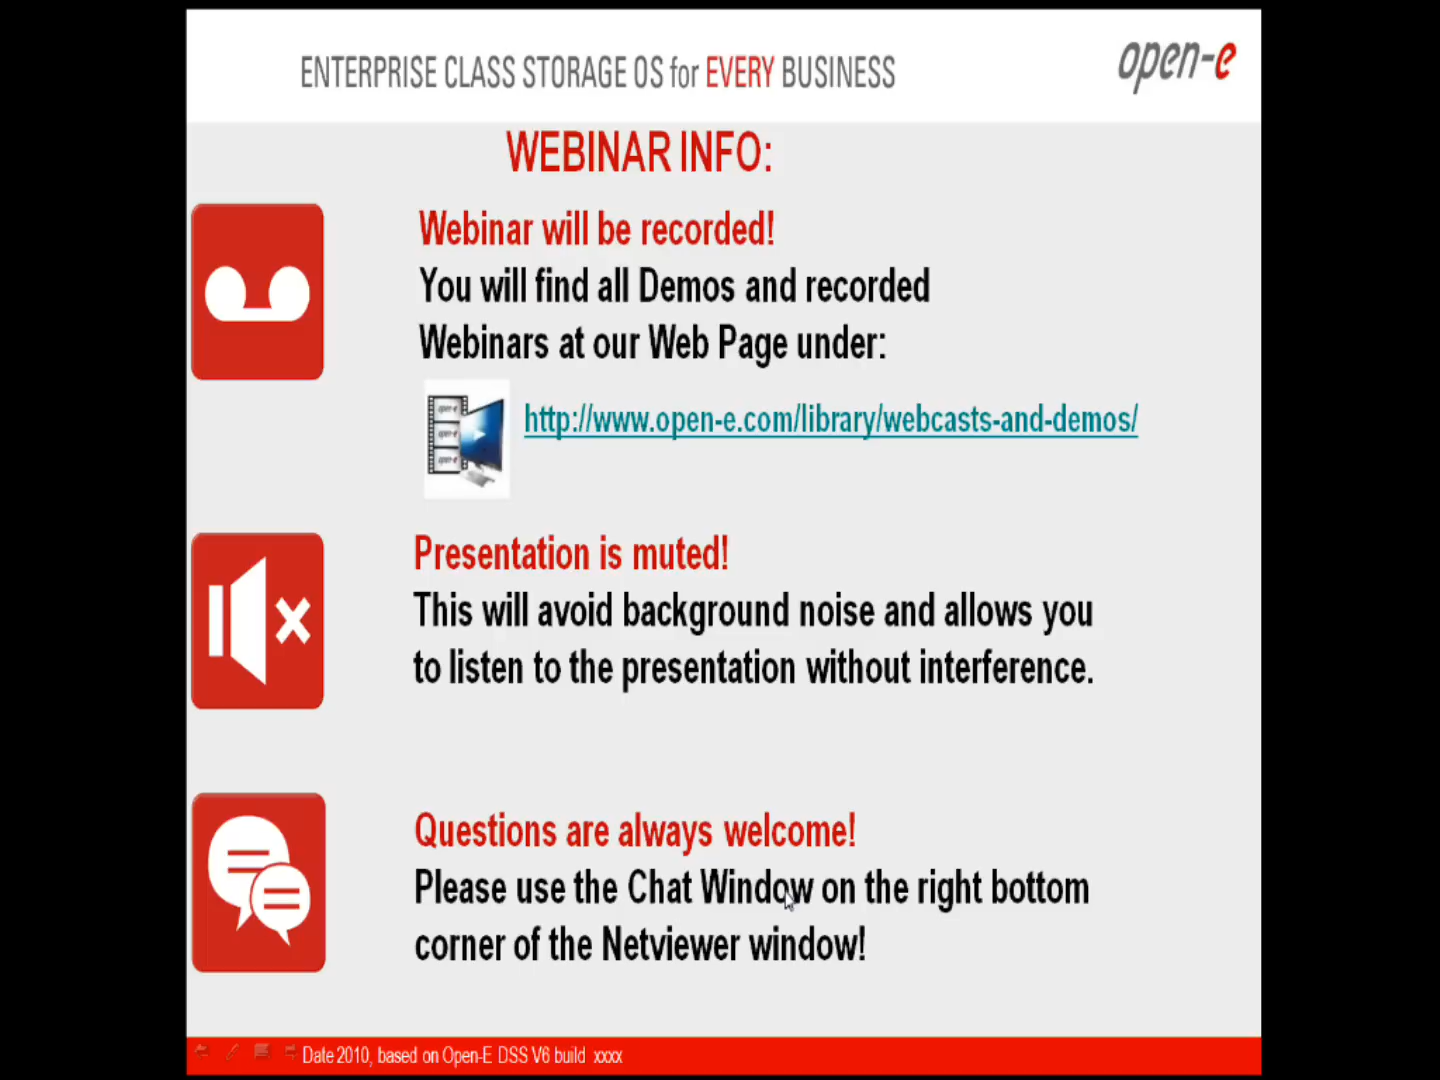 ENTERPRISE CLASS STORAGE OS for EVERY BUSINESS
open-e
WEBINAR INFO:
Webinar will be recorded!
You will find all Demos and recorded
Webinars at our Web Page under:
open-e
open-e
open-e
http://www.open-e.com/library/webcasts-and-demos/
Presentation is muted!
This will avoid background noise and allows you
to listen to the presentation without interference.
Questions are always welcome!
Please use the Chat Window on the right bottom
corner of the Netviewer window!
Date 2010, based on Open-E DSS V6 build xxxx